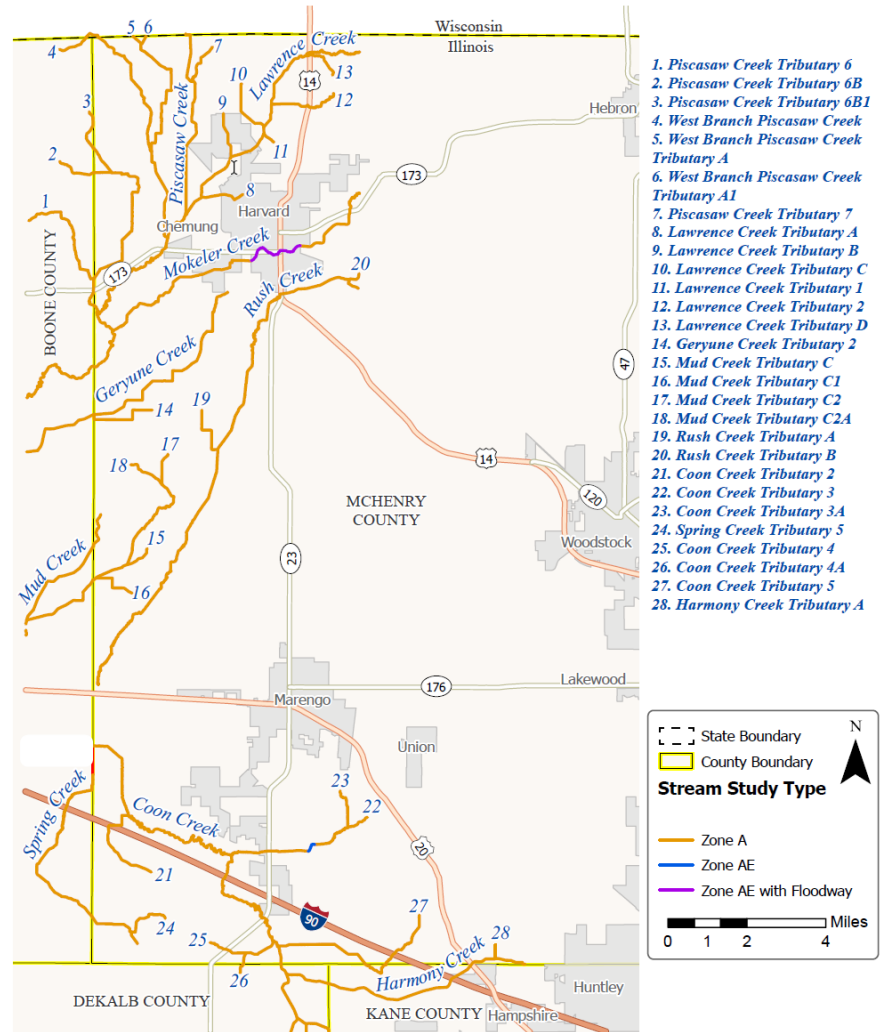 Wisconsin
Illinois
5
6
4
7
Lawrence Creek
13
14
10
12
9
11
Hebron
3
2
Piscasaw Creek
173
1
8
Harvard
Chemung
Mokeler Creek
BOONE COUNTY
173
Rush Creek
20
47
Geryune Creek
19
14
17
18
14
120
MCHENRY
COUNTY
Woodstock
15
23
Mud Creek
16
Lakewood
176
Marengo
Union
Spring Creek
Coon Creek
23
22
20
21
90
24
27
25
28
26
Harmony Creek
DEKALB COUNTY
KANE COUNTY
Hampshire
Huntley
1. Piscasaw Creek Tributary 6
2. Piscasaw Creek Tributary 6B
3. Piscasaw Creek Tributary 6B1
4. West Branch Piscasaw Creek
5. West Branch Piscasaw Creek
Tributary A
6. West Branch Piscasaw Creek
Tributary A1
7. Piscasaw Creek Tributary 7
8. Lawrence Creek Tributary A
9. Lawrence Creek Tributary B
10. Lawrence Creek Tributary C
11. Lawrence Creek Tributary 1
12. Lawrence Creek Tributary 2
13. Lawrence Creek Tributary D
14. Geryune Creek Tributary 2
15. Mud Creek Tributary C
16. Mud Creek Tributary C1
17. Mud Creek Tributary C2
18. Mud Creek Tributary C2A
19. Rush Creek Tributary A
20. Rush Creek Tributary B
21. Coon Creek Tributary 2
22. Coon Creek Tributary 3
23. Coon Creek Tributary 3A
24. Spring Creek Tributary 5
25. Coon Creek Tributary 4
26. Coon Creek Tributary 4A
27. Coon Creek Tributary 5
28. Harmony Creek Tributary A
N
State Boundary
County Boundary
Stream Study Type
Zone A
Zone AE
Zone AE with Floodway
Miles
0 1 2 4